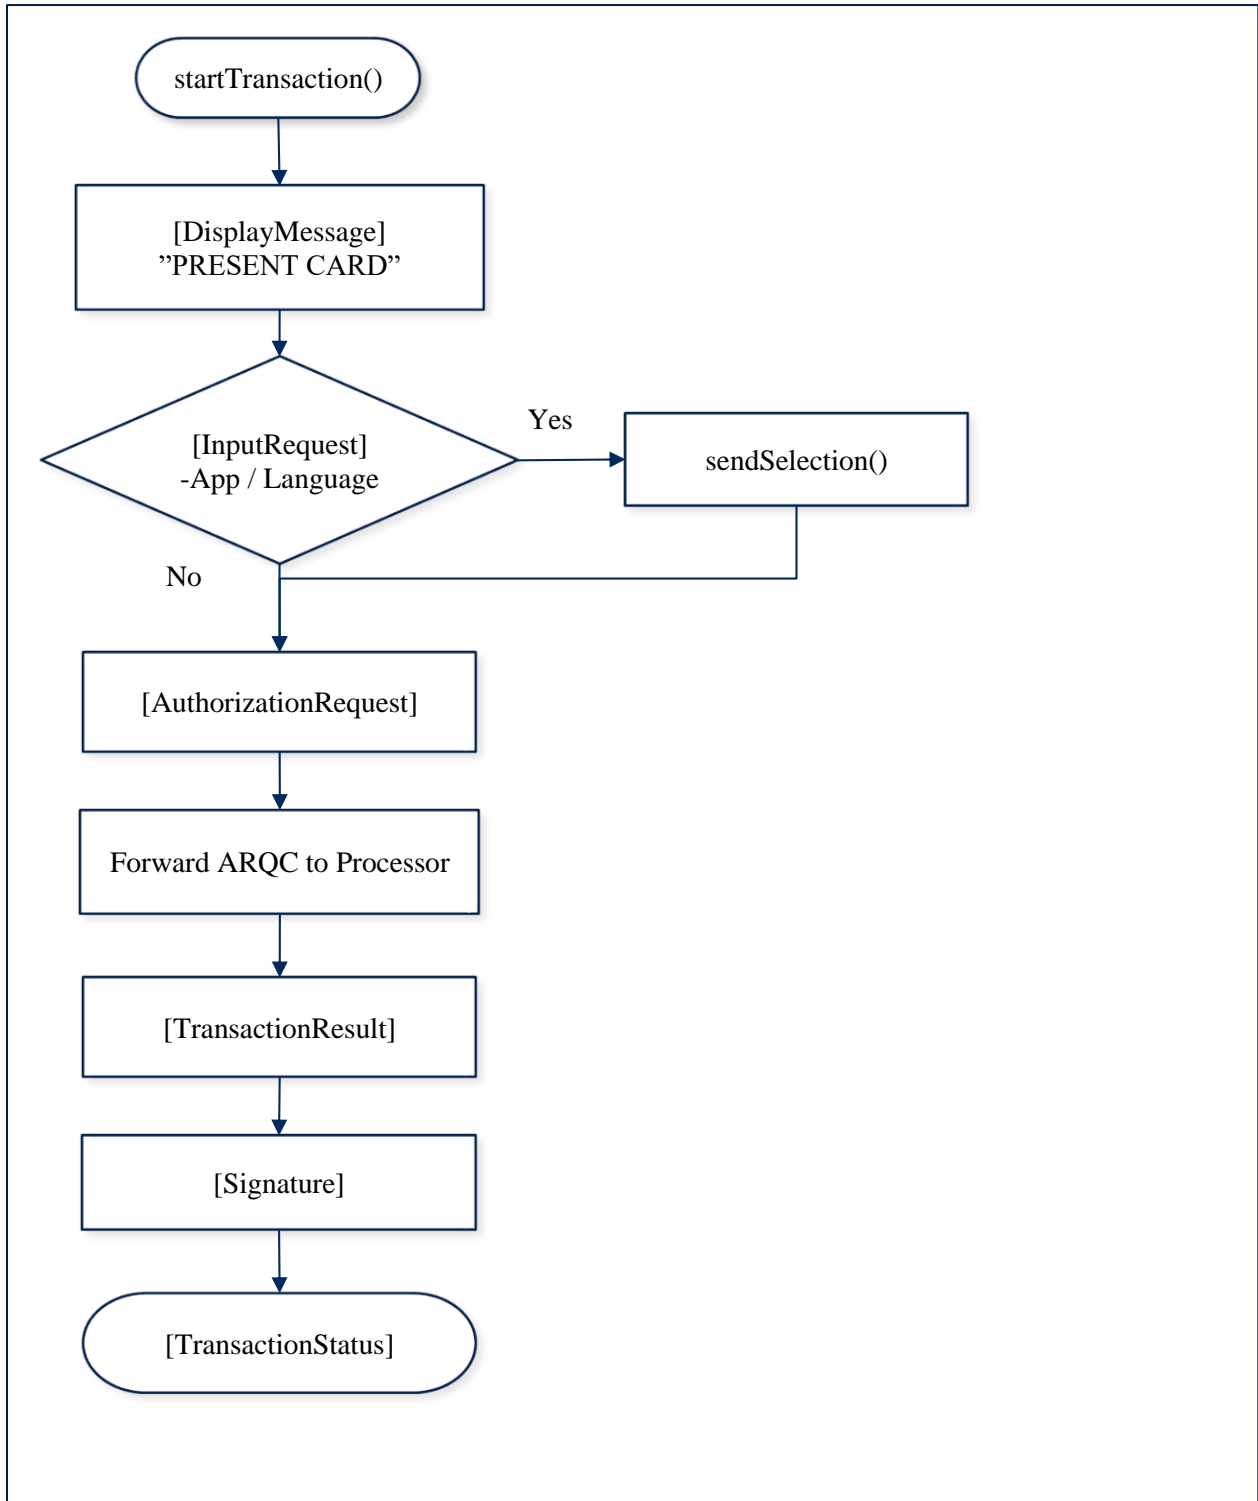 startTransaction()
[DisplayMessage]
”PRESENT CARD”
[InputRequest]
-App / Language
Yes
sendSelection()
No
[AuthorizationRequest]
Forward ARQC to Processor
[TransactionResult]
[Signature]
[TransactionStatus]